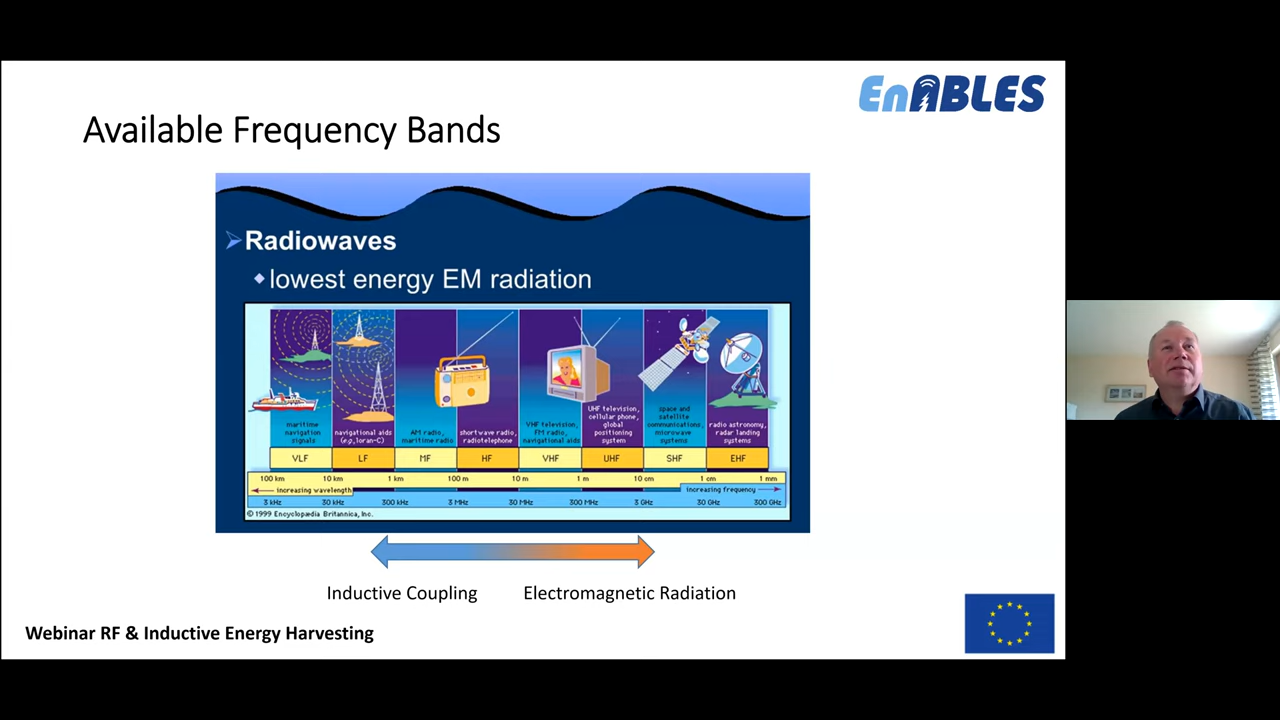 EnABLES
Available Frequency Bands
Radiowaves
lowest energy EM radiation
maritime
navigation
signals
navigational aids
(e.g., loran-C)
AM radio,
maritime radio
shortwave radio,
radiotelephone
VHF television,
FM radio,
navigational aids
UHF television,
cellular phone,
global
positioning
system
space and
satellite
communications,
microwave
systems
radio astronomy,
radar landing
systems
VLF LF MF HF VHF UHF SHF EHF
100 km 10 km 1 km 100 m 10 m 1 m 10 cm 1 cm 1 mm
increasing wavelength increasing frequency
3 kHz 30 kHz 300 kHz 3 MHz 30 MHz 300 MHz 3 GHz 30 GHz 300 GHz
© 1999 Encyclopædia Britannica, Inc.
Inductive Coupling Electromagnetic Radiation
Webinar RF & Inductive Energy Harvesting